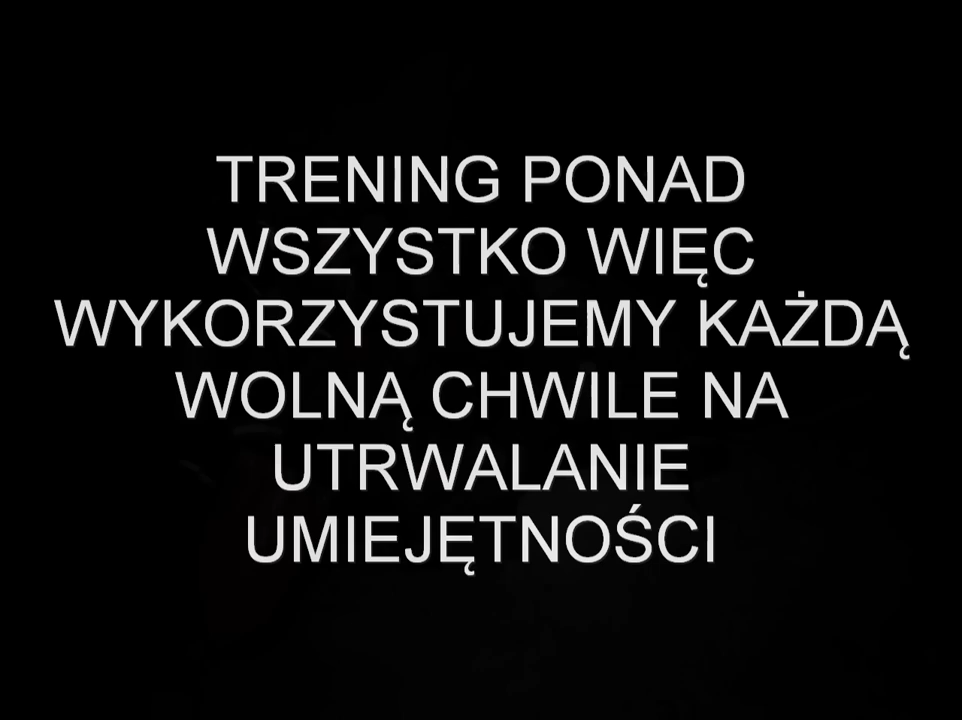 TRENING PONAD
WSZYSTKO WIĘC
WYKORZYSTUJEMY KAŻDĄ
WOLNĄ CHWILE NA
UTRWALANIE
UMIEJĘTNOŚCI